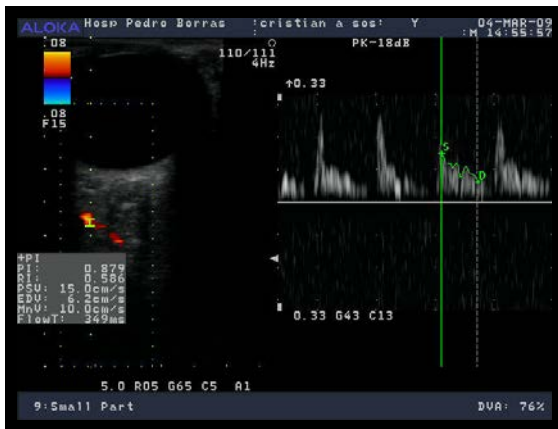 ALOKA Hosp Pedro Borras :cristian a sos: Y 04-MAR-09
: :M 14:55:57
.08
110/111
4Hz
PK-18dB
.08
F15
↑0.33
S
D
+PI
PI: 0.879
RI: 0.586
PSV: 15.0cm/s
EDV: 6.2cm/s
MnV: 10.0cm/s
FlowT: 349ms
0.33 G43 C13
5.0 R05 G65 C5 A1
9:Small Part DVA: 76%